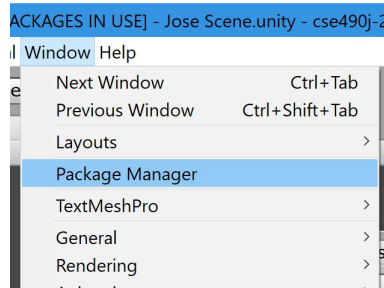 ACKAGES IN USE] - Jose Scene.unity - cse490j-2
Window Help
Next Window Ctrl+Tab
Previous Window Ctrl+Shift+Tab
Layouts >
Package Manager
TextMeshPro >
General >
Rendering >